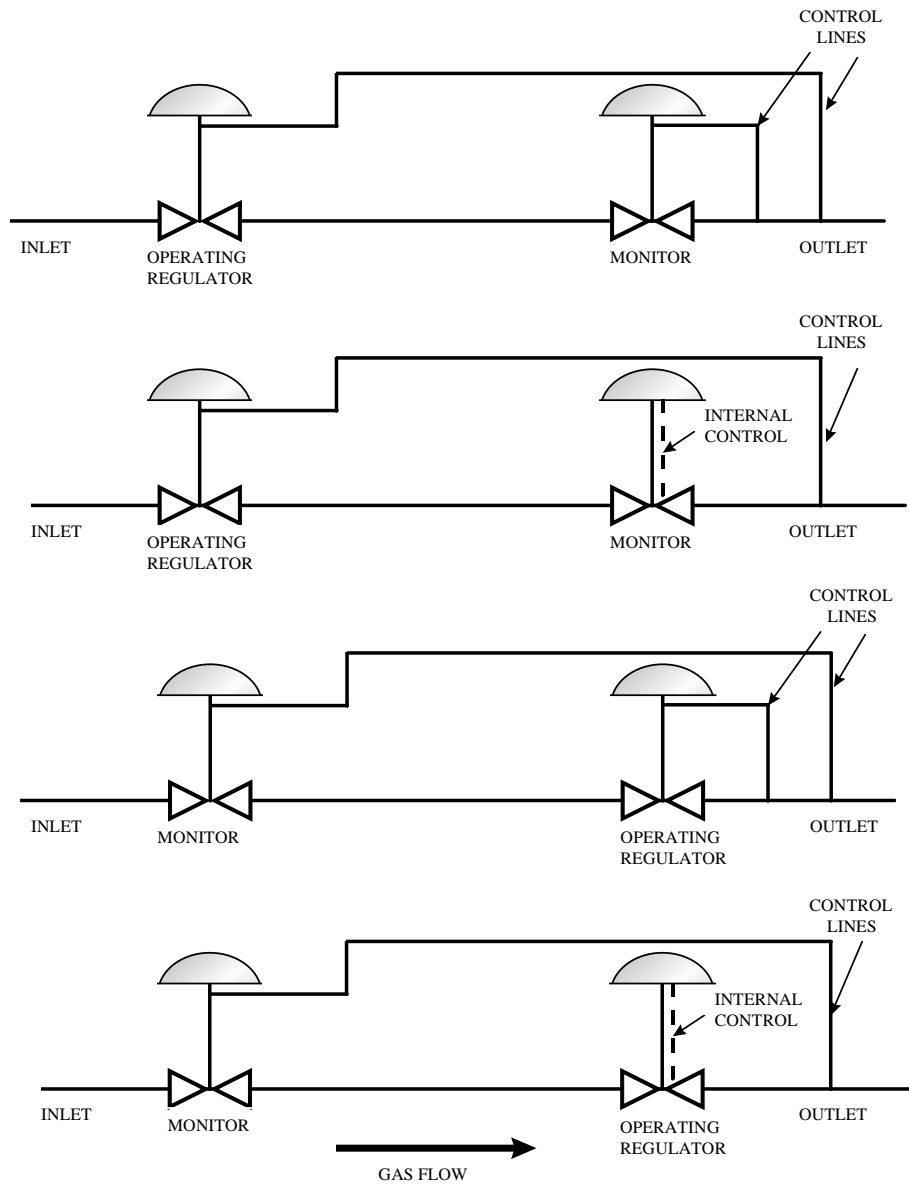 CONTROL
LINES
INLET
OPERATING
REGULATOR
MONITOR
OUTLET
CONTROL
LINES
INTERNAL
CONTROL
INLET
OPERATING
REGULATOR
MONITOR
OUTLET
CONTROL
LINES
INLET
MONITOR
OPERATING
REGULATOR
OUTLET
CONTROL
LINES
INTERNAL
CONTROL
INLET
MONITOR
OPERATING
REGULATOR
OUTLET
GAS FLOW